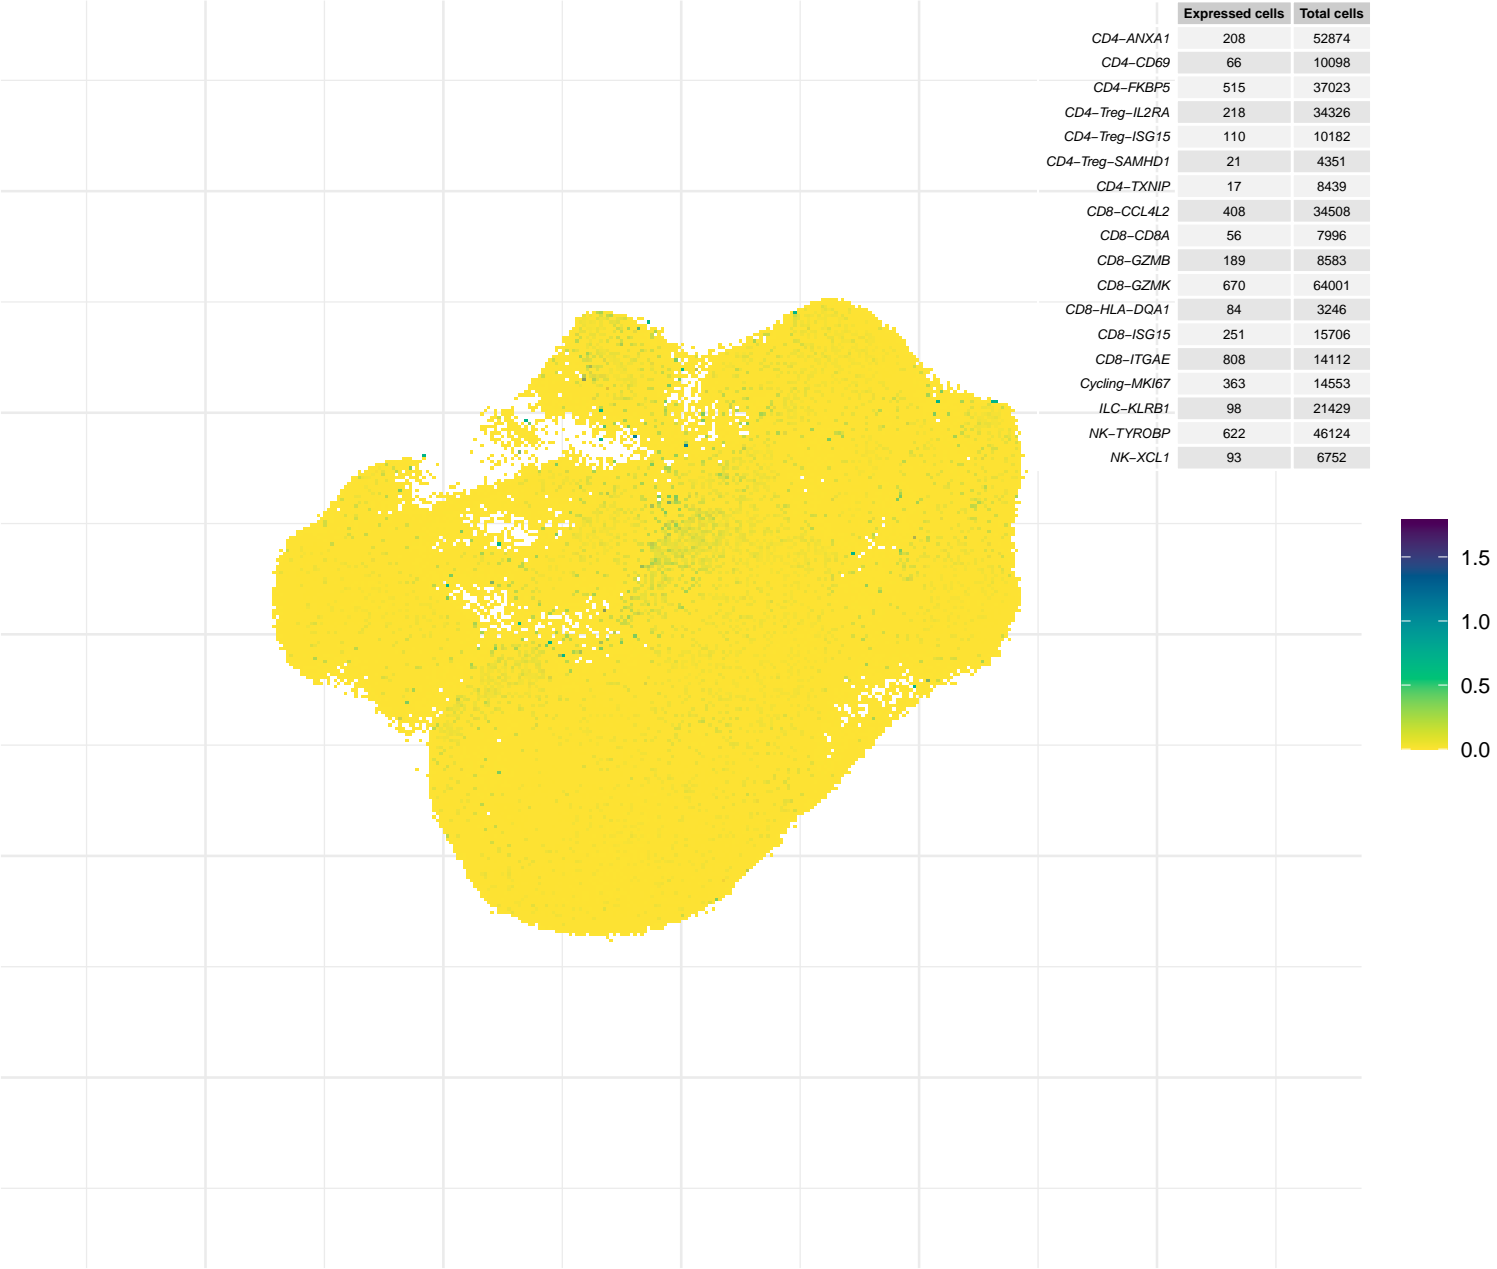 Expressed cells Total cells
CD4−ANXA1 208 52874
CD4−CD69 66 10098
CD4−FKBP5 515 37023
CD4−Treg−IL2RA 218 34326
CD4−Treg−ISG15 110 10182
CD4−Treg−SAMHD1 21 4351
CD4−TXNIP 17 8439
CD8−CCL4L2 408 34508
CD8−CD8A 56 7996
CD8−GZMB 189 8583
CD8−GZMK 670 64001
CD8−HLA−DQA1 84 3246
CD8−ISG15 251 15706
CD8−ITGAE 808 14112
Cycling−MKI67 363 14553
ILC−KLRB1 98 21429
NK−TYROBP 622 46124
NK−XCL1 93 6752
1.5
1.0
0.5
0.0